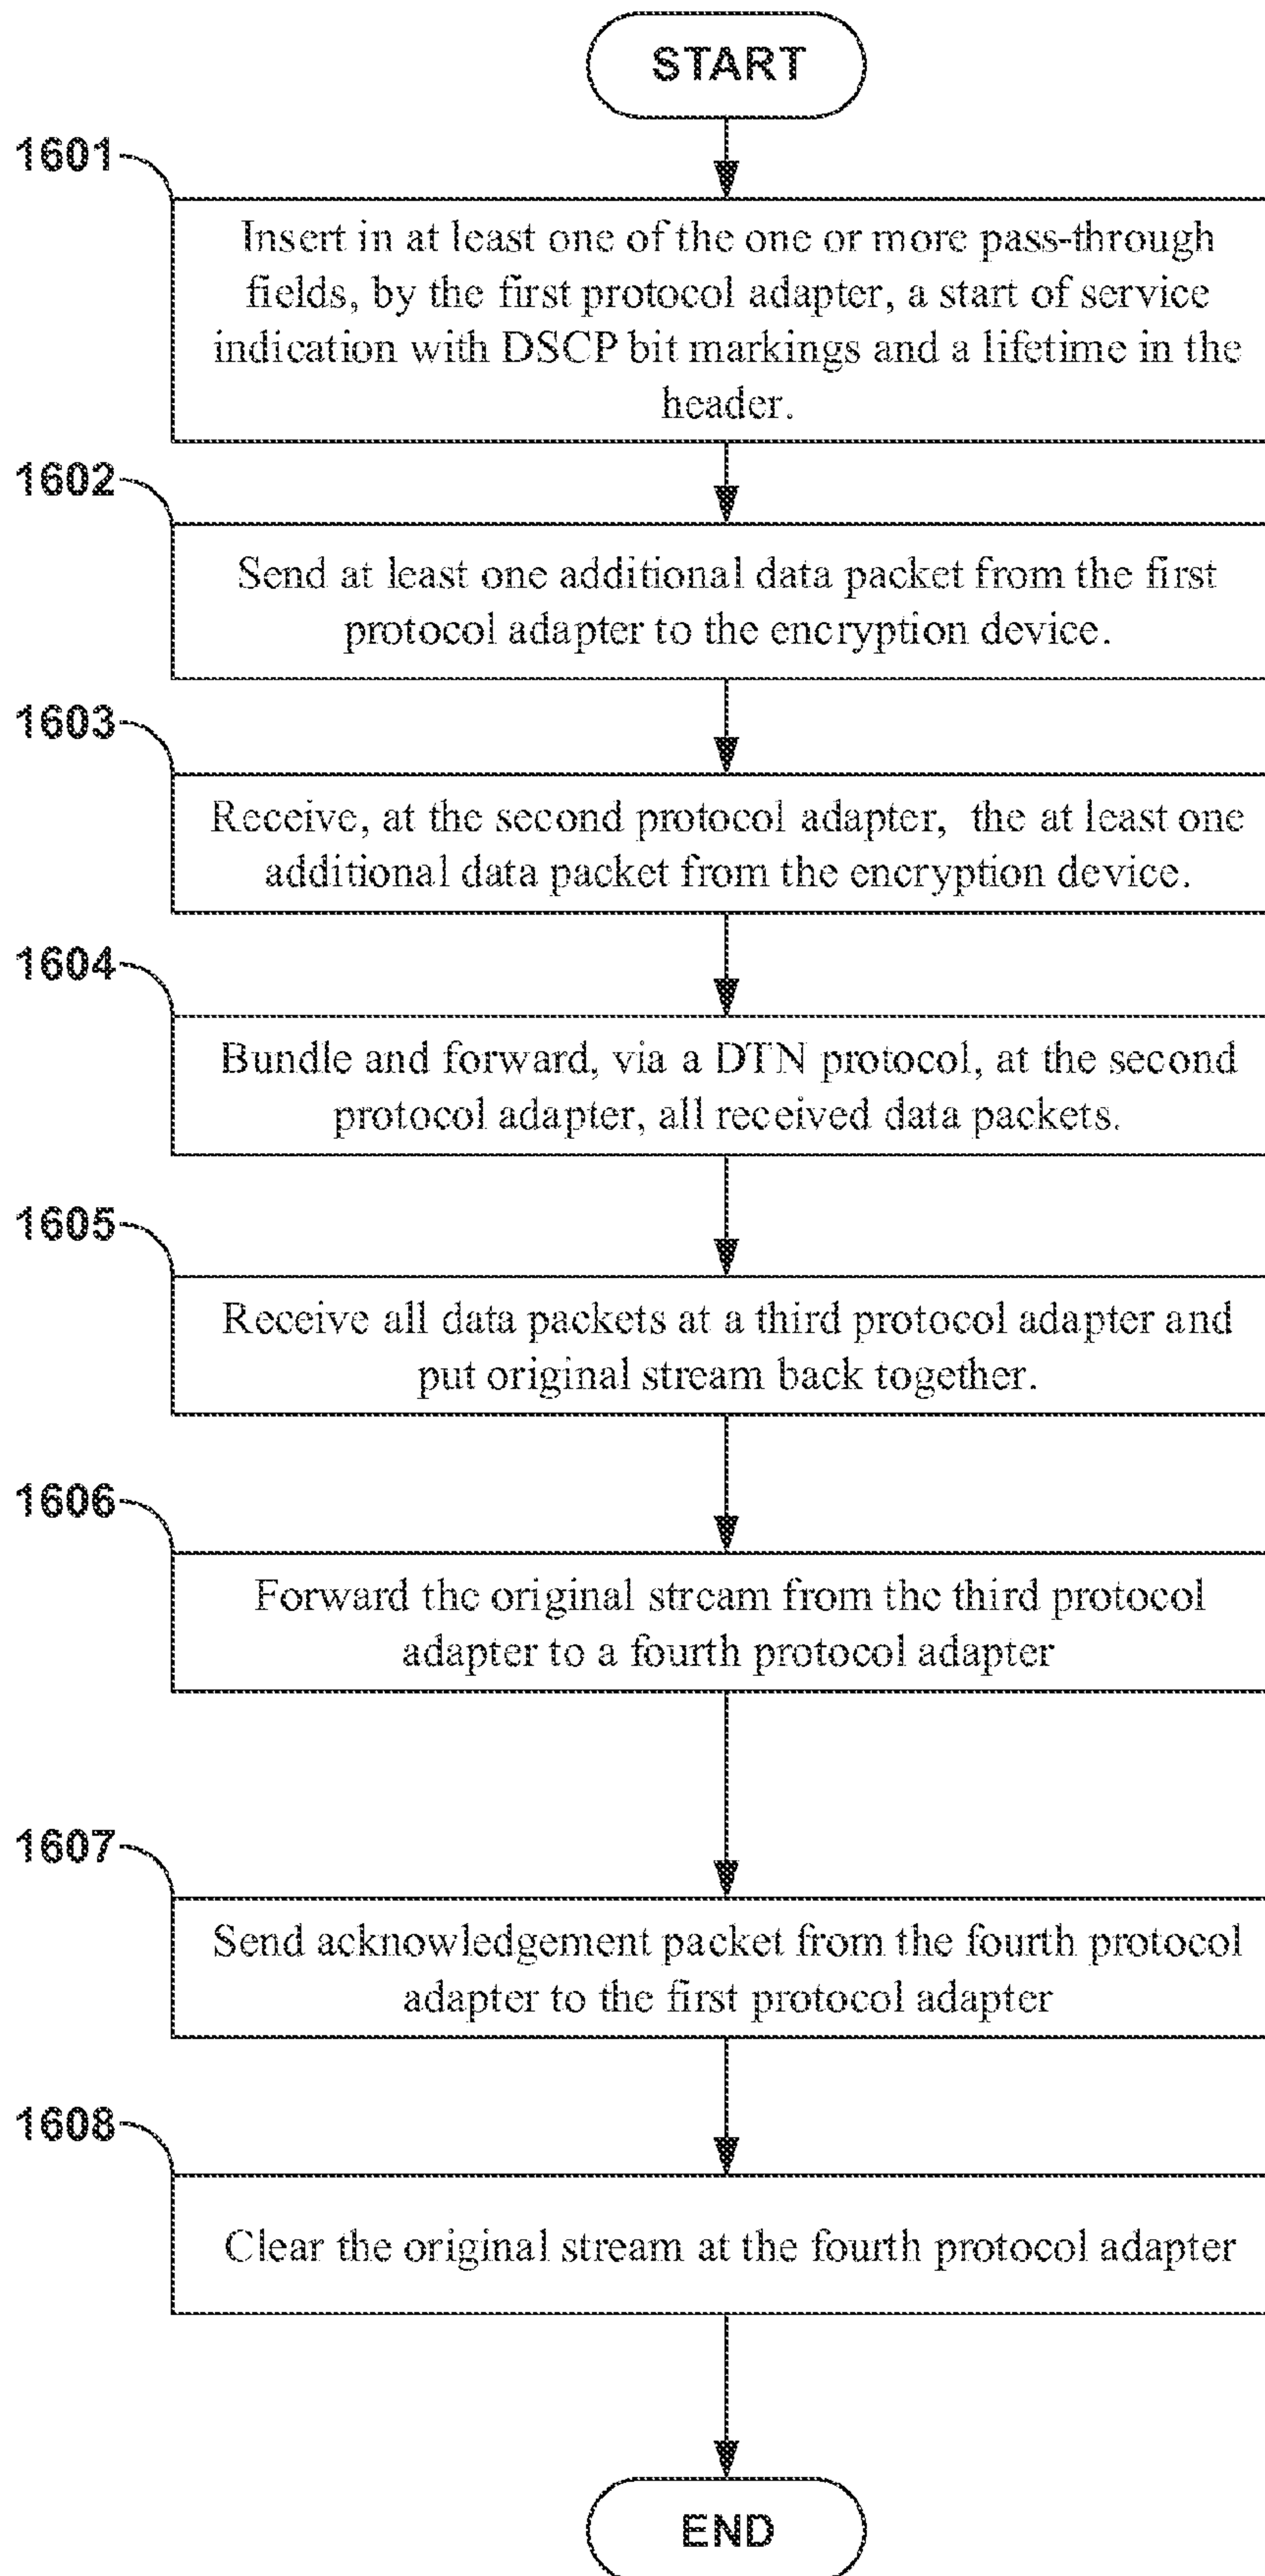 START
1601
Insert in at least one of the one or more pass-through
fields, by the first protocol adapter, a start of service
indication with DSCP bit markings and a lifetime in the
header.
1602
Send at least one additional data packet from the first
protocol adapter to the encryption device.
1603
Receive, at the second protocol adapter, the at least one
additional data packet from the encryption device.
1604
Bundle and forward, via a DTN protocol, at the second
protocol adapter, all received data packets.
1605
Receive all data packets at a third protocol adapter and
put original stream back together.
1606
Forward the original stream from the third protocol
adapter to a fourth protocol adapter
1607
Send acknowledgement packet from the fourth protocol
adapter to the first protocol adapter
1608
Clear the original stream at the fourth protocol adapter
END